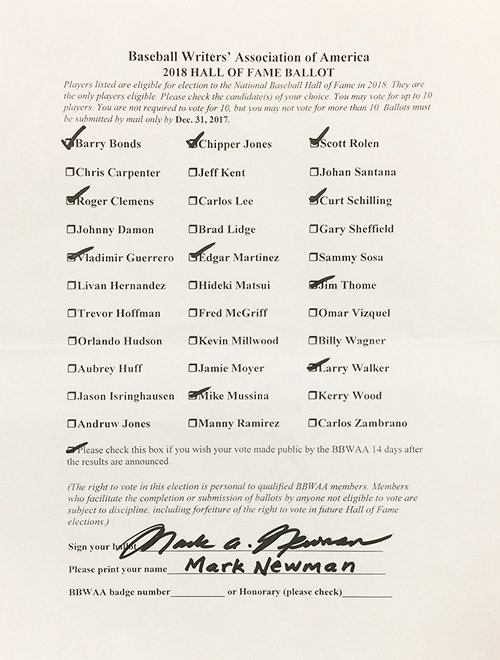 Baseball Writers' Association of America
2018 HALL OF FAME BALLOT
Players listed are eligible for election to the National Baseball Hall of Fame in 2018. They are
the only players eligible. Please check the candidate(s) of your choice. You may vote for up to 10
players. You are not required to vote for 10, but you may not vote for more than 10. Ballots must
be submitted by mail only by Dec. 31, 2017.
Barry Bonds Chipper Jones Scott Rolen
Chris Carpenter Jeff Kent Johan Santana
Roger Clemens Carlos Lee Curt Schilling
Johnny Damon Brad Lidge Gary Sheffield
Vladimir Guerrero Edgar Martinez Sammy Sosa
Livan Hernandez Hideki Matsui Jim Thome
Trevor Hoffman Fred McGriff Omar Vizquel
Orlando Hudson Kevin Millwood Billy Wagner
Aubrey Huff Jamie Moyer Larry Walker
Jason Isringhausen Mike Mussina Kerry Wood
Andruw Jones Manny Ramirez Carlos Zambrano
Please check this box if you wish your vote made public by the BBWAA 14 days after
the results are announced.
(The right to vote in this election is personal to qualified BBWAA members. Members
who facilitate the completion or submission of ballots by anyone not eligible to vote are
subject to discipline, including forfeiture of the right to vote in future Hall of Fame
elections.)
Sign your ballot Mark A. Newman
Please print your name MARK NEWMAN
BBWAA badge number or Honorary (please check)